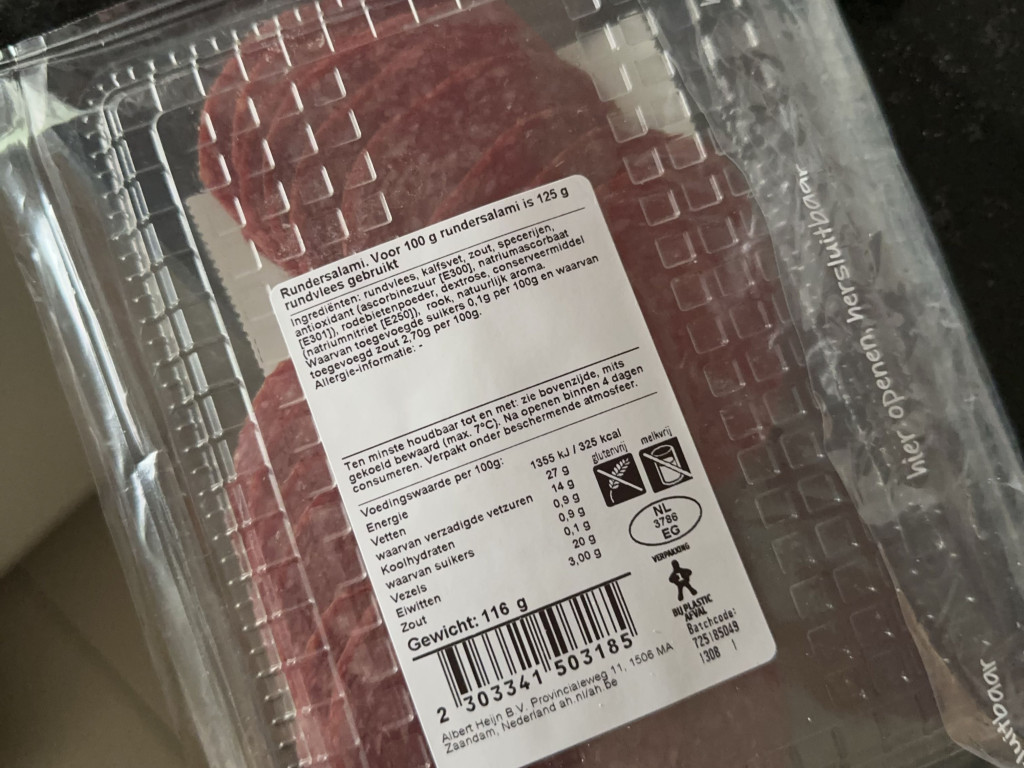 Rundersalami. Voor 100 g rundersalami is 125 g
rundvlees gebruikt
Ingrediënten: rundvlees, kalfsvet, zout, specerijen,
antioxidant (ascorbinezuur [E300], natriumascorbaat
[E301]), rodebietenpoeder, dextrose, conserveermiddel
(natriumnitriet [E250]), rook, natuurlijk aroma.
Waarvan toegevoegde suikers 0,1g per 100g en waarvan
toegevoegd zout 2,70g per 100g.
Allergie-informatie: -
Ten minste houdbaar tot en met: zie bovenzijde, mits
gekoeld bewaard (max. 7°C). Na openen binnen 4 dagen
consumeren. Verpakt onder beschermende atmosfeer.
Voedingswaarde per 100g:
Energie 1355 kJ / 325 kcal
Vetten 27 g
waarvan verzadigde vetzuren 14 g
Koolhydraten 0,9 g
waarvan suikers 0,9 g
Vezels 0,1 g
Eiwitten 20 g
Zout 3,00 g
glutenvrij
melkvrij
NL
3786
EG
VERPAKKING
BIJ PLASTIC
AFVAL
Gewicht: 116 g
2 303341 503185
Batchcode:
725185049
1308 1
Albert Heijn B.V. Provincialeweg 11, 1506 MA
Zaandam, Nederland ah.nl/ah.be
hier openen, hersluitbaar
luitbaar